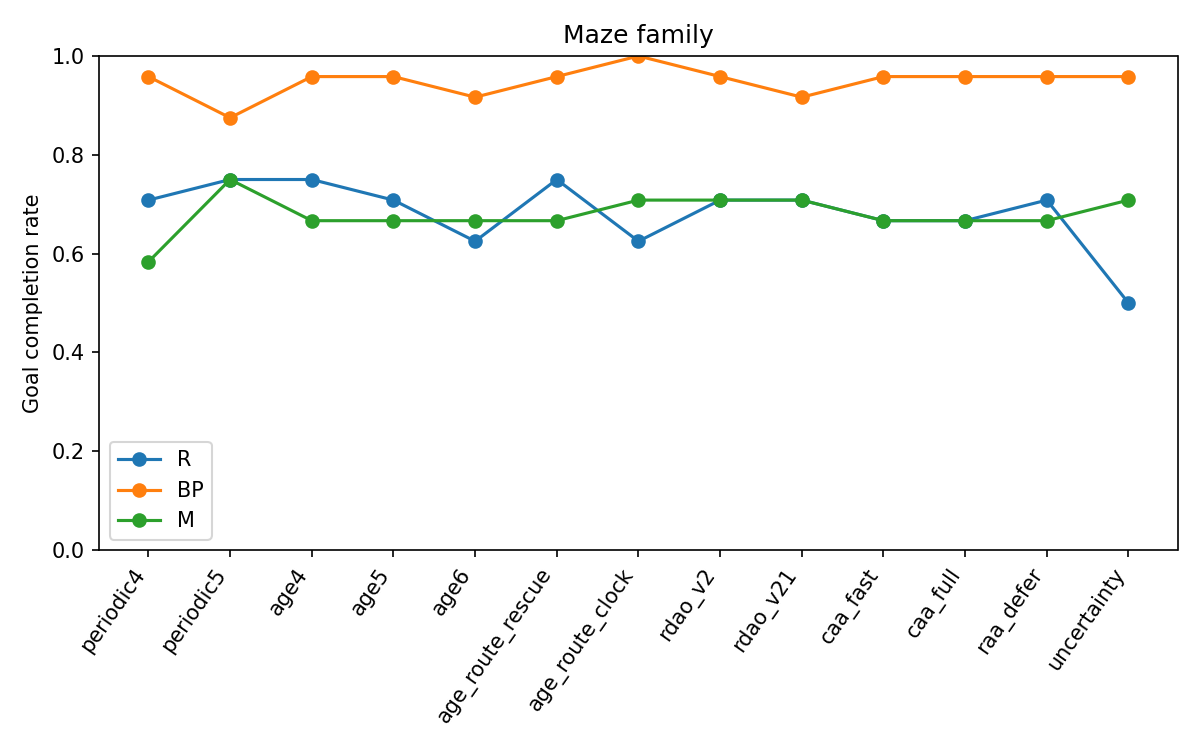 Maze family
Goal completion rate
1.0
0.8
0.6
0.4
0.2
0.0
R
BP
M
periodic4
periodic5
age4
age5
age6
age_route_rescue
age_route_clock
rdao_v2
rdao_v21
caa_fast
caa_full
raa_defer
uncertainty